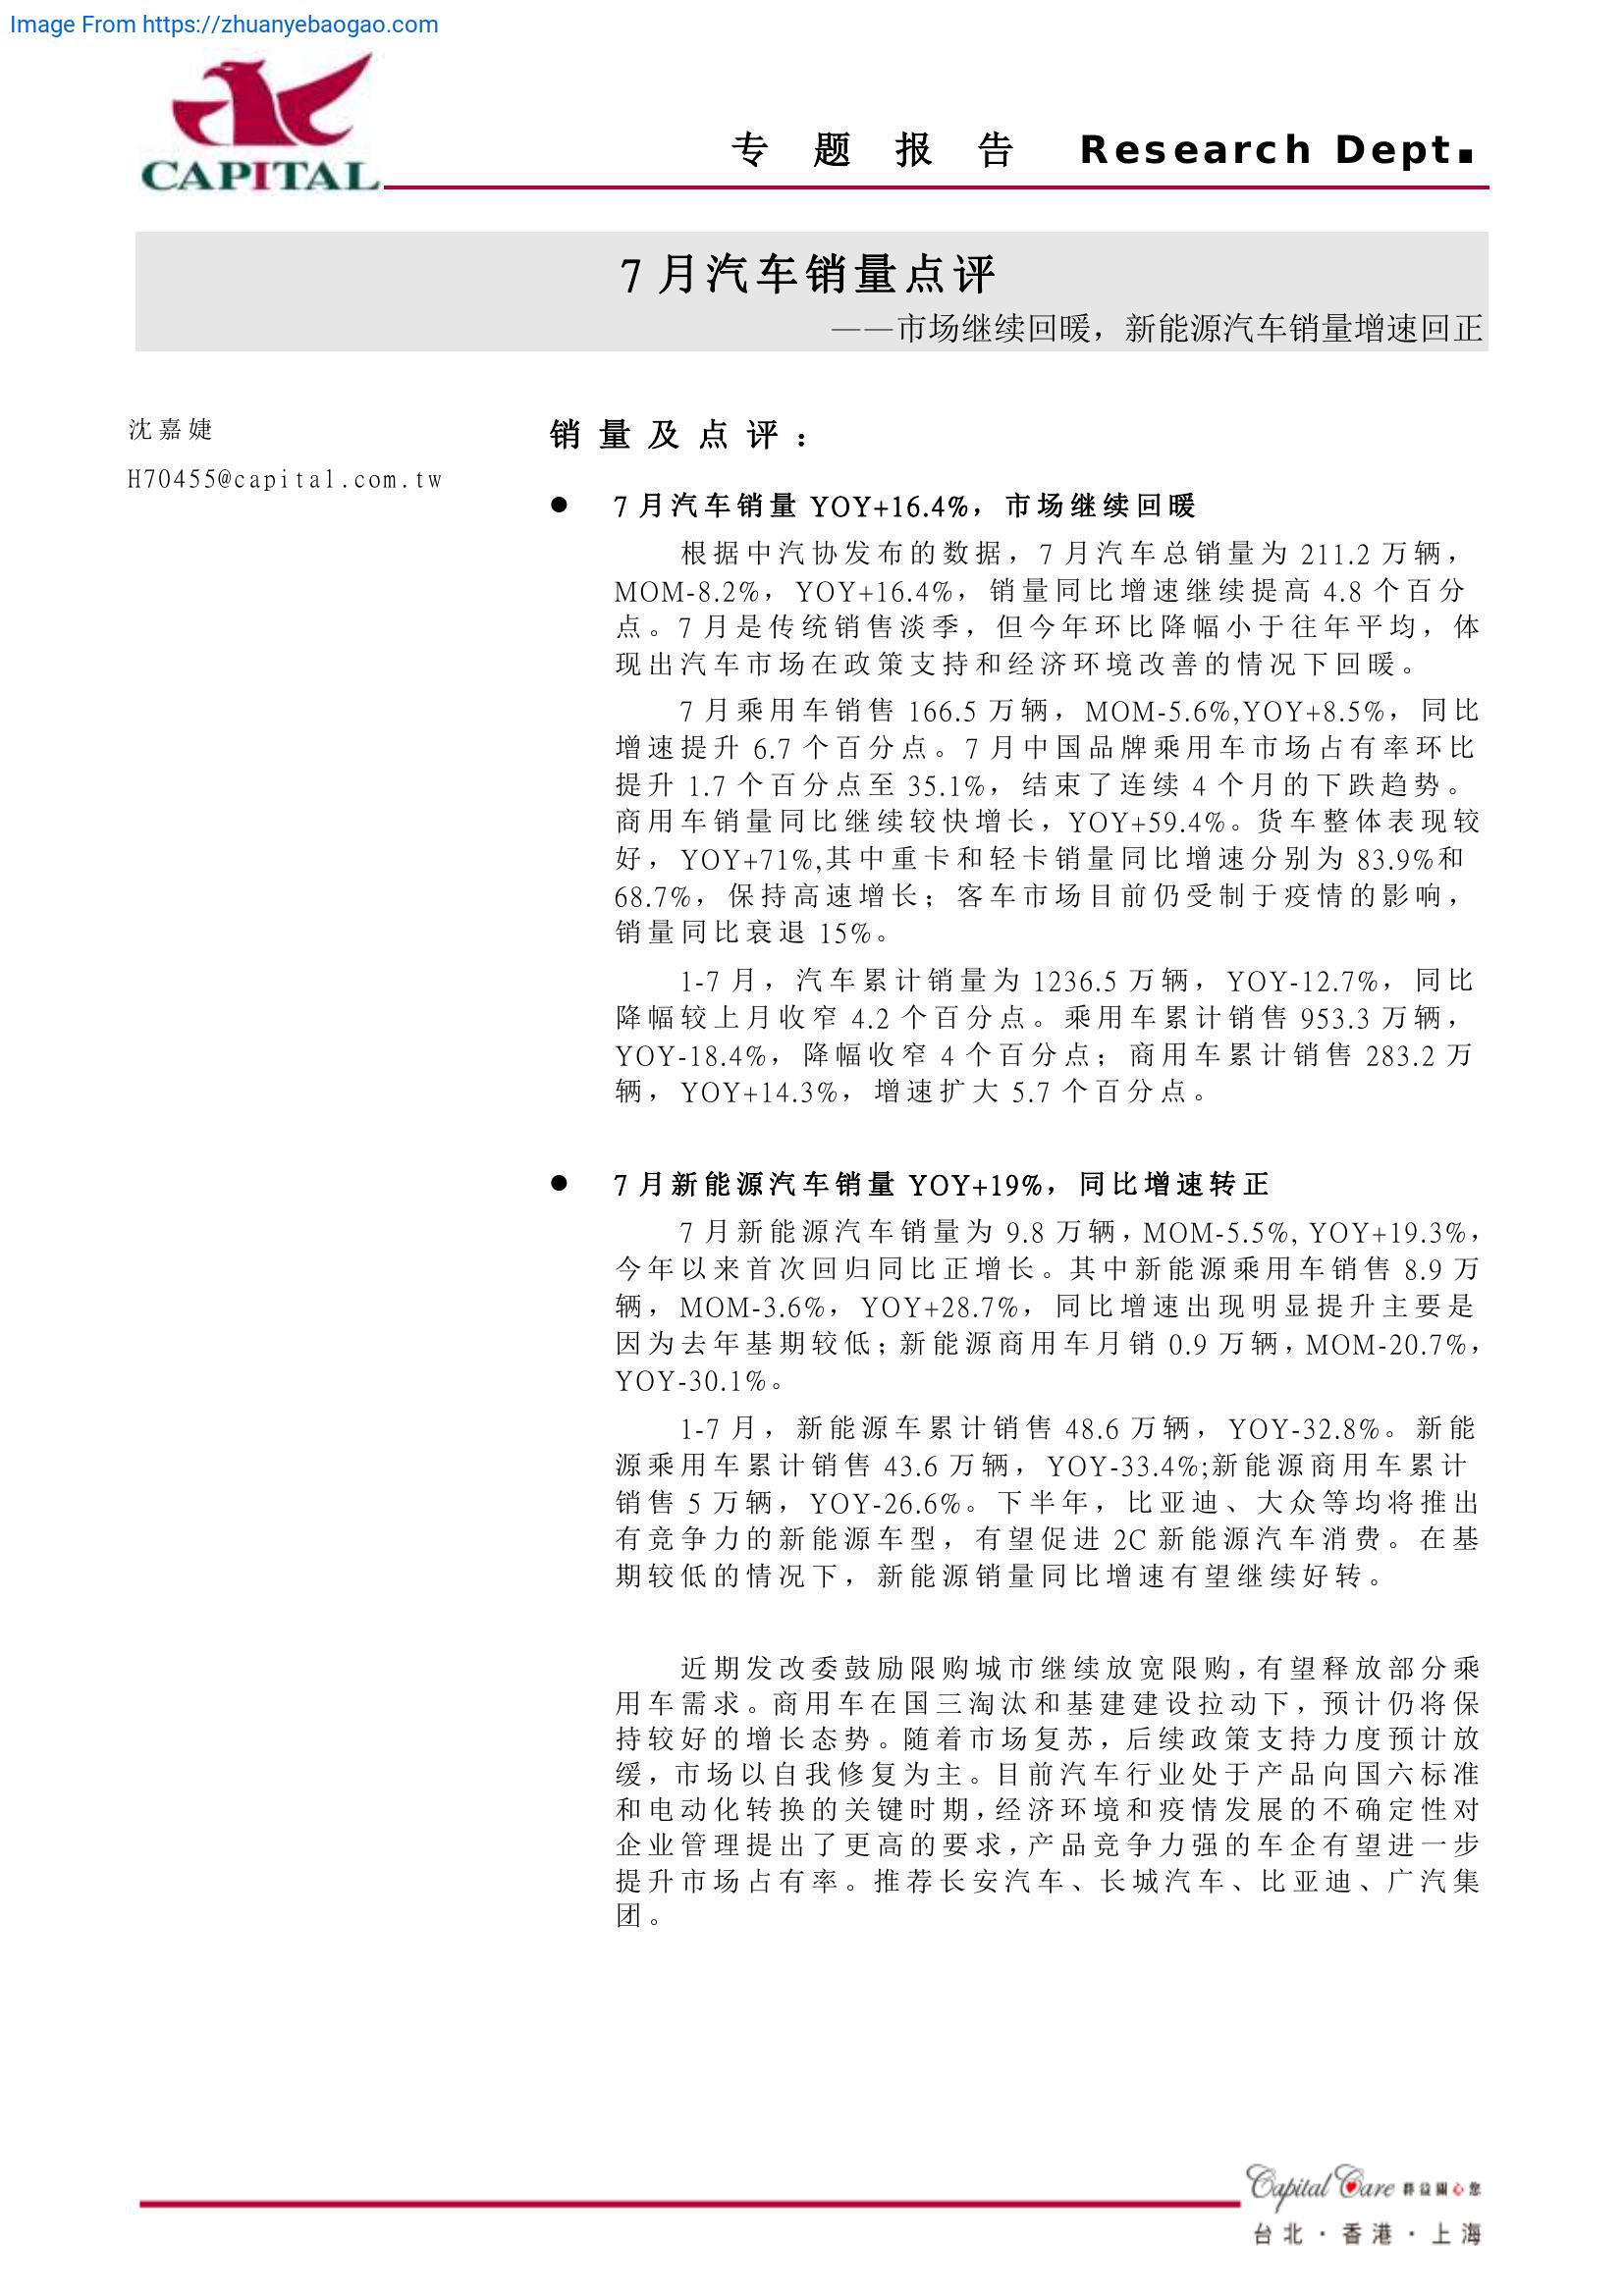 Image From https://zhuanyebaogao.com
CAPITAL
专 题 报 告 Research Dept.
7 月汽车销量点评
——市场继续回暖，新能源汽车销量增速回正
沈嘉婕
H70455@capital.com.tw
销量及点评：
● 7 月汽车销量 YOY+16.4%，市场继续回暖
根据中汽协发布的数据，7 月汽车总销量为 211.2 万辆，
MOM-8.2%，YOY+16.4%，销量同比增速继续提高 4.8 个百分
点。7 月是传统销售淡季，但今年环比降幅小于往年平均，体
现出汽车市场在政策支持和经济环境改善的情况下回暖。
7 月乘用车销售 166.5 万辆，MOM-5.6%,YOY+8.5%，同比
增速提升 6.7 个百分点。7 月中国品牌乘用车市场占有率环比
提升 1.7 个百分点至 35.1%，结束了连续 4 个月的下跌趋势。
商用车销量同比继续较快增长，YOY+59.4%。货车整体表现较
好，YOY+71%,其中重卡和轻卡销量同比增速分别为 83.9%和
68.7%，保持高速增长；客车市场目前仍受制于疫情的影响，
销量同比衰退 15%。
1-7 月，汽车累计销量为 1236.5 万辆，YOY-12.7%，同比
降幅较上月收窄 4.2 个百分点。乘用车累计销售 953.3 万辆，
YOY-18.4%，降幅收窄 4 个百分点；商用车累计销售 283.2 万
辆，YOY+14.3%，增速扩大 5.7 个百分点。
● 7 月新能源汽车销量 YOY+19%，同比增速转正
7 月新能源汽车销量为 9.8 万辆，MOM-5.5%, YOY+19.3%，
今年以来首次回归同比正增长。其中新能源乘用车销售 8.9 万
辆，MOM-3.6%，YOY+28.7%，同比增速出现明显提升主要是
因为去年基期较低；新能源商用车月销 0.9 万辆，MOM-20.7%，
YOY-30.1%。
1-7 月，新能源车累计销售 48.6 万辆，YOY-32.8%。新能
源乘用车累计销售 43.6 万辆，YOY-33.4%;新能源商用车累计
销售 5 万辆，YOY-26.6%。下半年，比亚迪、大众等均将推出
有竞争力的新能源车型，有望促进 2C 新能源汽车消费。在基
期较低的情况下，新能源销量同比增速有望继续好转。
近期发改委鼓励限购城市继续放宽限购，有望释放部分乘
用车需求。商用车在国三淘汰和基建建设拉动下，预计仍将保
持较好的增长态势。随着市场复苏，后续政策支持力度预计放
缓，市场以自我修复为主。目前汽车行业处于产品向国六标准
和电动化转换的关键时期，经济环境和疫情发展的不确定性对
企业管理提出了更高的要求，产品竞争力强的车企有望进一步
提升市场占有率。推荐长安汽车、长城汽车、比亚迪、广汽集
团。
Capital Care 群益關心您
台北·香港·上海